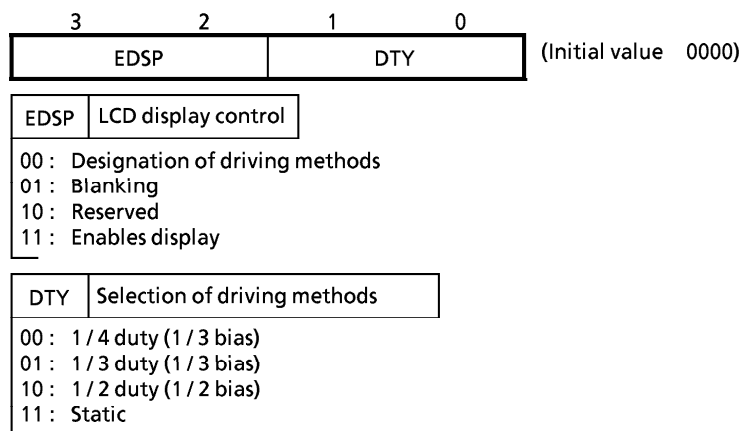 3 2 1 0
EDSP DTY (Initial value 0000)
EDSP LCD display control
00 : Designation of driving methods
01 : Blanking
10 : Reserved
11 : Enables display
DTY Selection of driving methods
00 : 1 / 4 duty (1 / 3 bias)
01 : 1 / 3 duty (1 / 3 bias)
10 : 1 / 2 duty (1 / 2 bias)
11 : Static